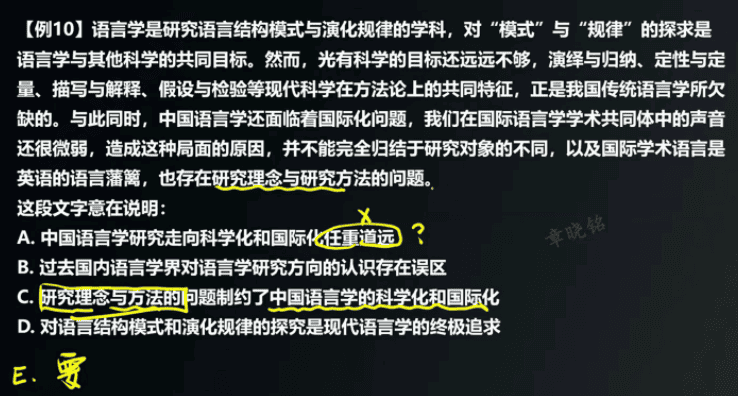 【例10】语言学是研究语言结构模式与演化规律的学科，对“模式”与“规律”的探求是
语言学与其他科学的共同目标。然而，光有科学的目标还远远不够，演绎与归纳、定性与定
量、描写与解释、假设与检验等现代科学在方法论上的共同特征，正是我国传统语言学所欠
缺的。与此同时，中国语言学还面临着国际化问题，我们在国际语言学学术共同体中的声音
还很微弱，造成这种局面的原因，并不能完全归结于研究对象的不同，以及国际学术语言是
英语的语言藩篱，也存在研究理念与研究方法的问题。
这段文字意在说明：
A. 中国语言学研究走向科学化和国际化任重道远 ?
B. 过去国内语言学界对语言学研究方向的认识存在误区
C. 研究理念与方法的问题制约了中国语言学的科学化和国际化
D. 对语言结构模式和演化规律的探究是现代语言学的终极追求
E. 要
章晓铭